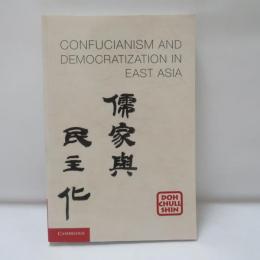 CONFUCIANISM AND
DEMOCRATIZATION IN
EAST ASIA
儒家與
民主化
DOH
CHULL
SHIN
CAMBRIDGE